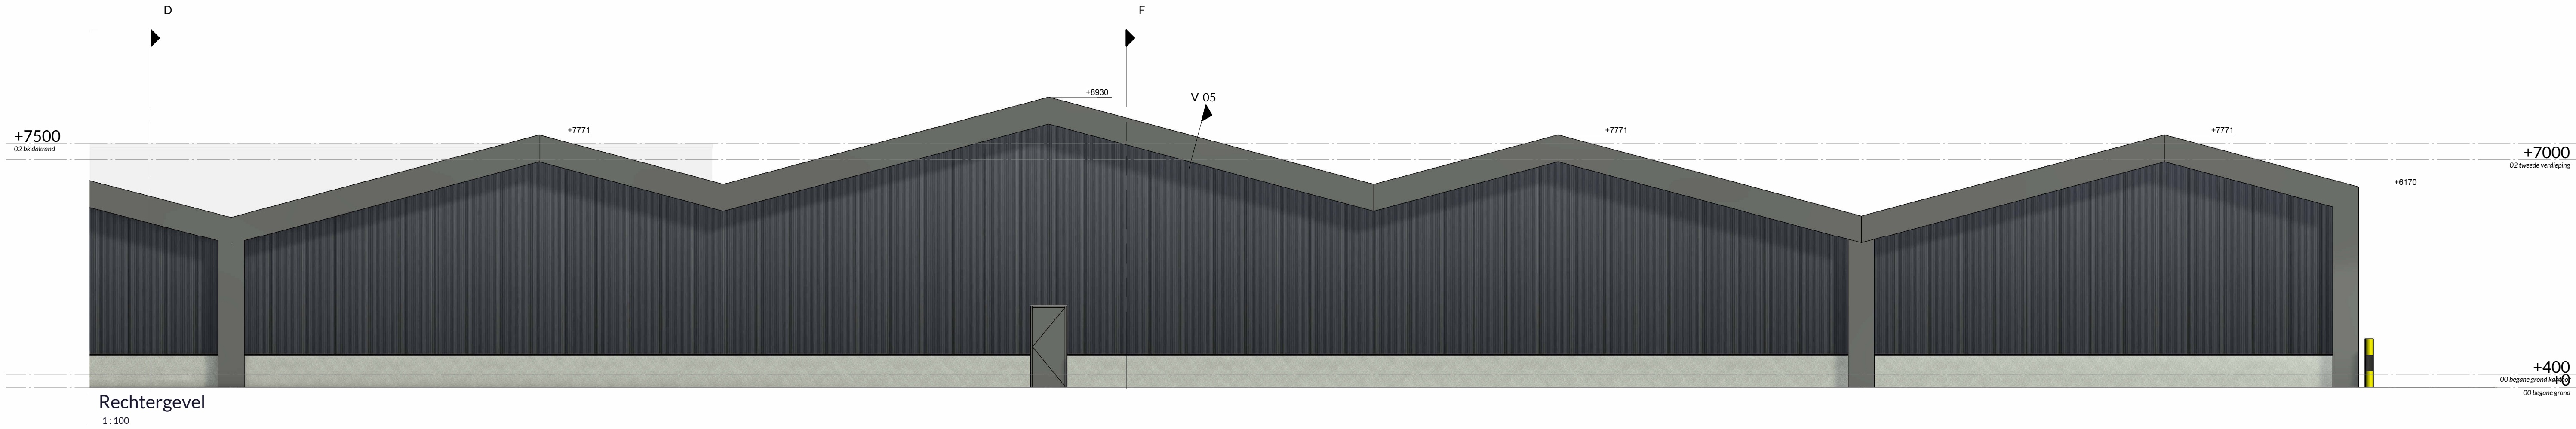 D
F
+8930
V-05
+7771
+7771
+7771
+7500
02 bk dakrand
+7000
02 tweede verdieping
+6170
+400
00 begane grond
+0
00 begane grond
Rechtergevel
1 : 100